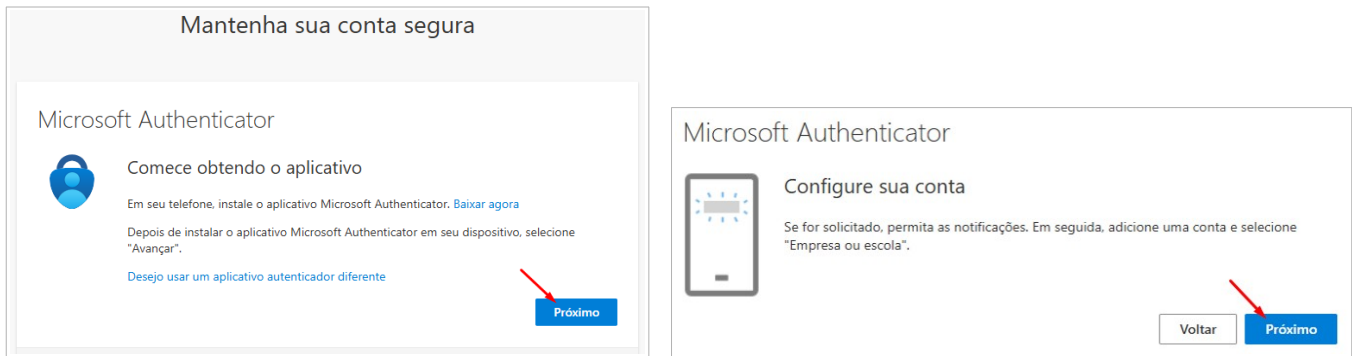 Mantenha sua conta segura
Microsoft Authenticator
Comece obtendo o aplicativo
Em seu telefone, instale o aplicativo Microsoft Authenticator. Baixar agora
Depois de instalar o aplicativo Microsoft Authenticator em seu dispositivo, selecione
"Avançar".
Desejo usar um aplicativo autenticador diferente
Próximo
Microsoft Authenticator
Configure sua conta
Se for solicitado, permita as notificações. Em seguida, adicione uma conta e selecione
"Empresa ou escola".
Voltar Próximo